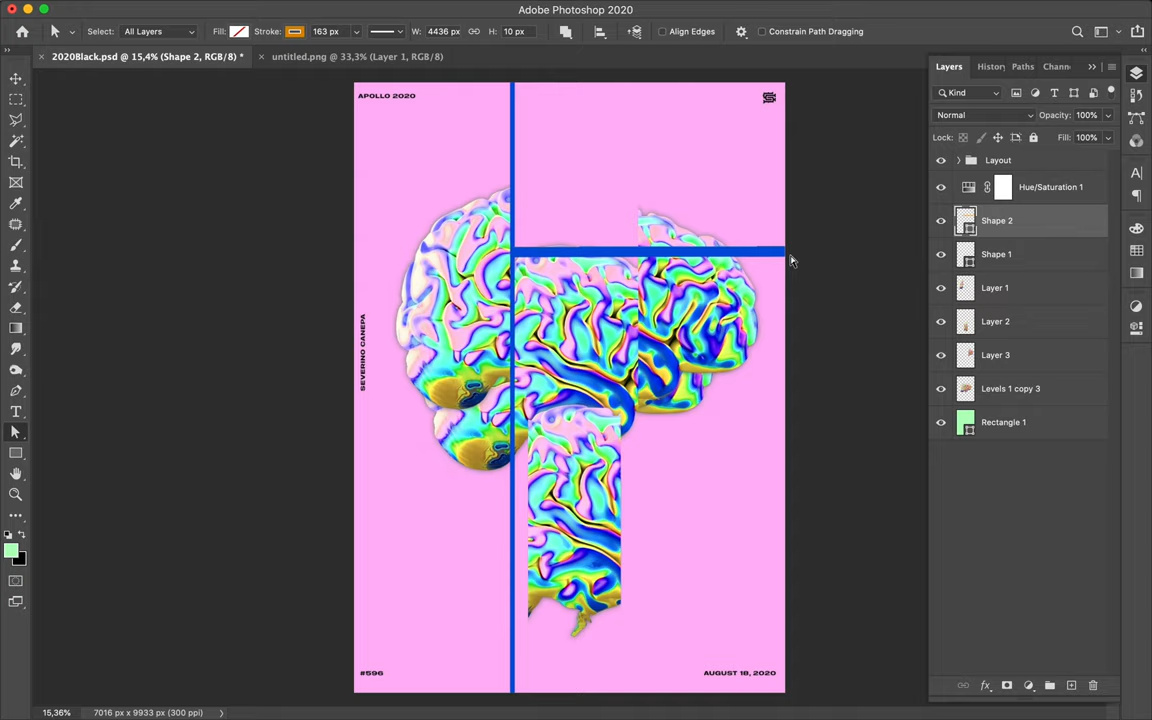 Adobe Photoshop 2020
Select: All Layers Fill: Stroke: 163 px W: 4436 px H: 10 px Align Edges Constrain Path Dragging
2020Black.psd @ 15,4% (Shape 2, RGB/8) *
untitled.png @ 33,3% (Layer 1, RGB/8)
APOLLO 2020
SEVERINO CANEPA
#596
AUGUST 18, 2020
Layers History Paths Chann
Kind
Normal Opacity: 100%
Lock: Fill: 100%
Layout
Hue/Saturation 1
Shape 2
Shape 1
Layer 1
Layer 2
Layer 3
Levels 1 copy 3
Rectangle 1
15,36% 7016 px x 9933 px (300 ppi)